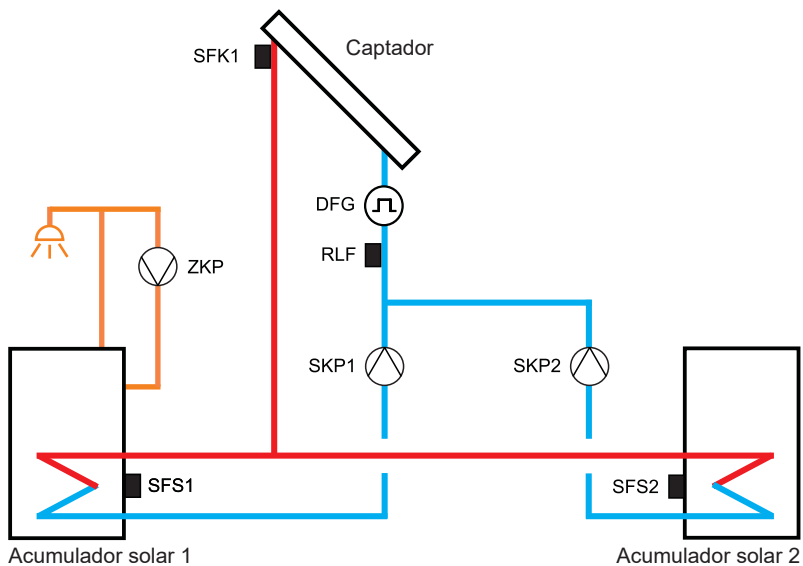 Captador
SFK1
DFG
RLF
ZKP
SKP1
SKP2
SFS1
SFS2
Acumulador solar 1
Acumulador solar 2